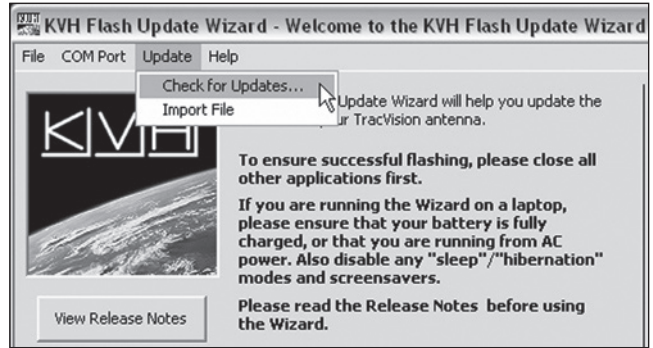 KVH Flash Update Wizard - Welcome to the KVH Flash Update Wizard
File COM Port Update Help
Check for Updates...
Import File
KVH
Update Wizard will help you update the
TracVision antenna.
To ensure successful flashing, please close all
other applications first.
If you are running the Wizard on a laptop,
please ensure that your battery is fully
charged, or that you are running from AC
power. Also disable any "sleep"/"hibernation"
modes and screensavers.
Please read the Release Notes before using
the Wizard.
View Release Notes